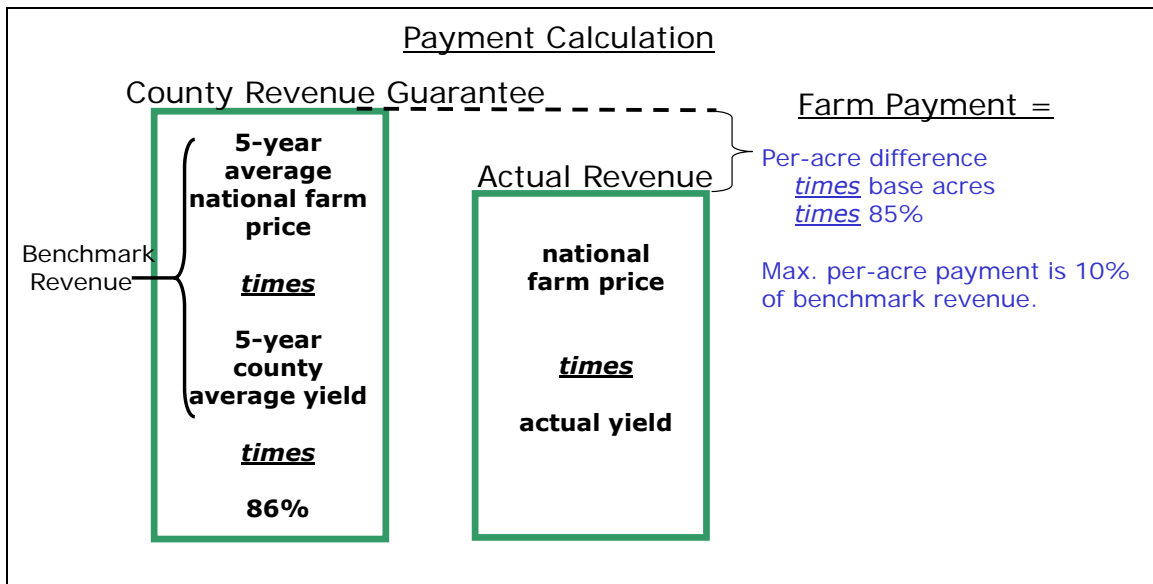 Payment Calculation
County Revenue Guarantee
Benchmark
Revenue
5-year
average
national farm
price
times
5-year
county
average yield
times
86%
Actual Revenue
national
farm price
times
actual yield
Farm Payment =
Per-acre difference
times base acres
times 85%
Max. per-acre payment is 10%
of benchmark revenue.